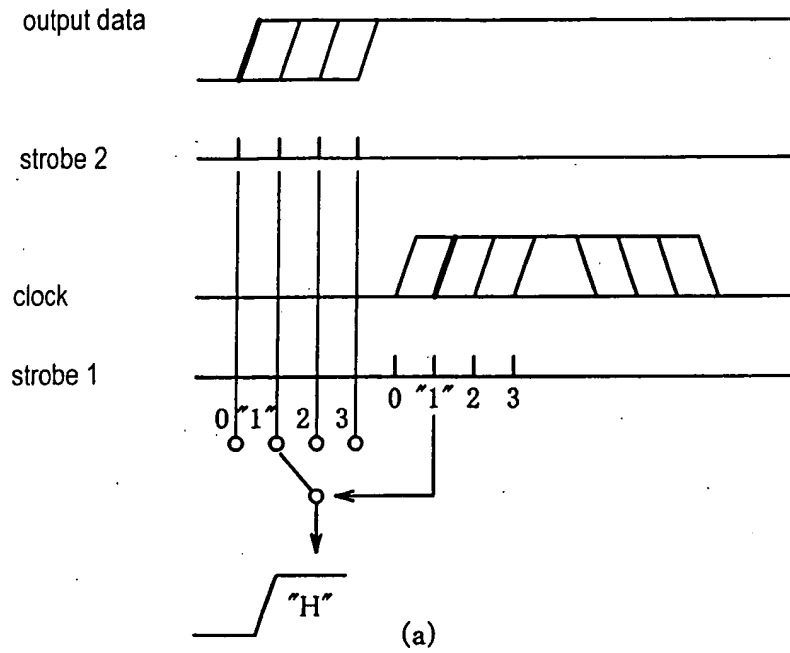 output data
strobe 2
clock
strobe 1
0 "1" 2 3
0 "1" 2 3
"H"
(a)